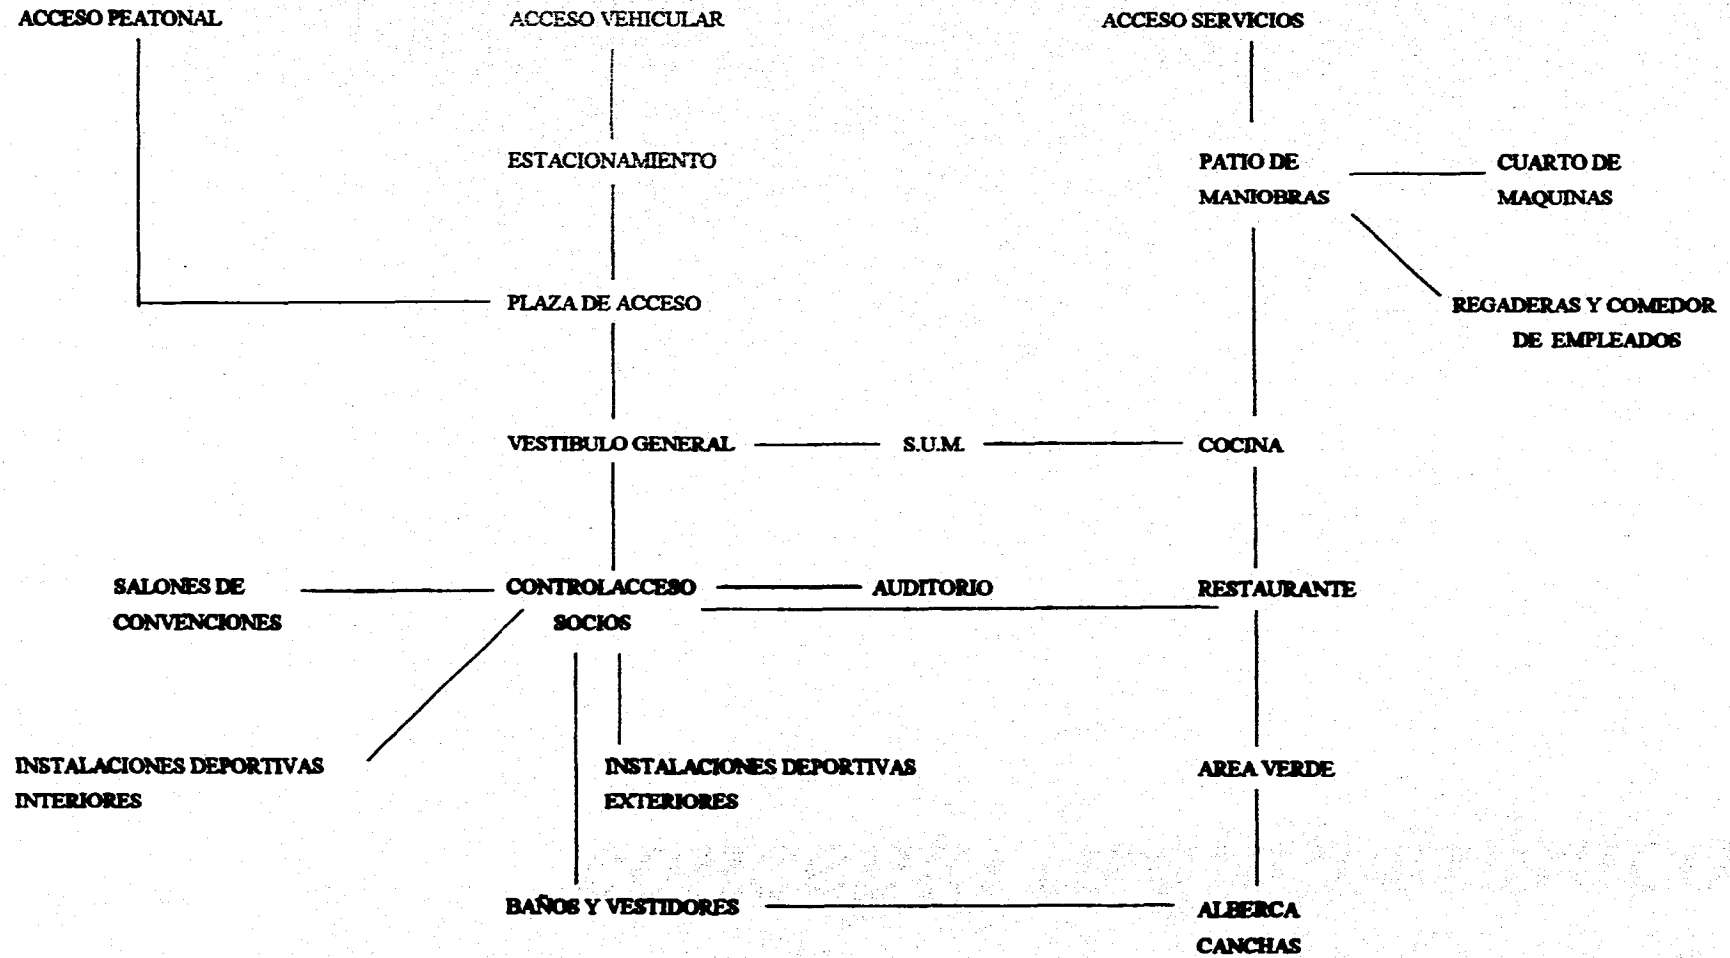 ACCESO PEATONAL
ACCESO VEHICULAR
ACCESO SERVICIOS
ESTACIONAMIENTO
PATIO DE
MANIOBRAS
CUARTO DE
MAQUINAS
PLAZA DE ACCESO
REGADERAS Y COMEDOR
DE EMPLEADOS
VESTIBULO GENERAL
S.U.M.
COCINA
SALONES DE
CONVENCIONES
CONTROLACCESO
SOCIOS
AUDITORIO
RESTAURANTE
INSTALACIONES DEPORTIVAS
INTERIORES
INSTALACIONES DEPORTIVAS
EXTERIORES
AREA VERDE
BAÑOS Y VESTIDORES
ALBERCA
CANCHAS